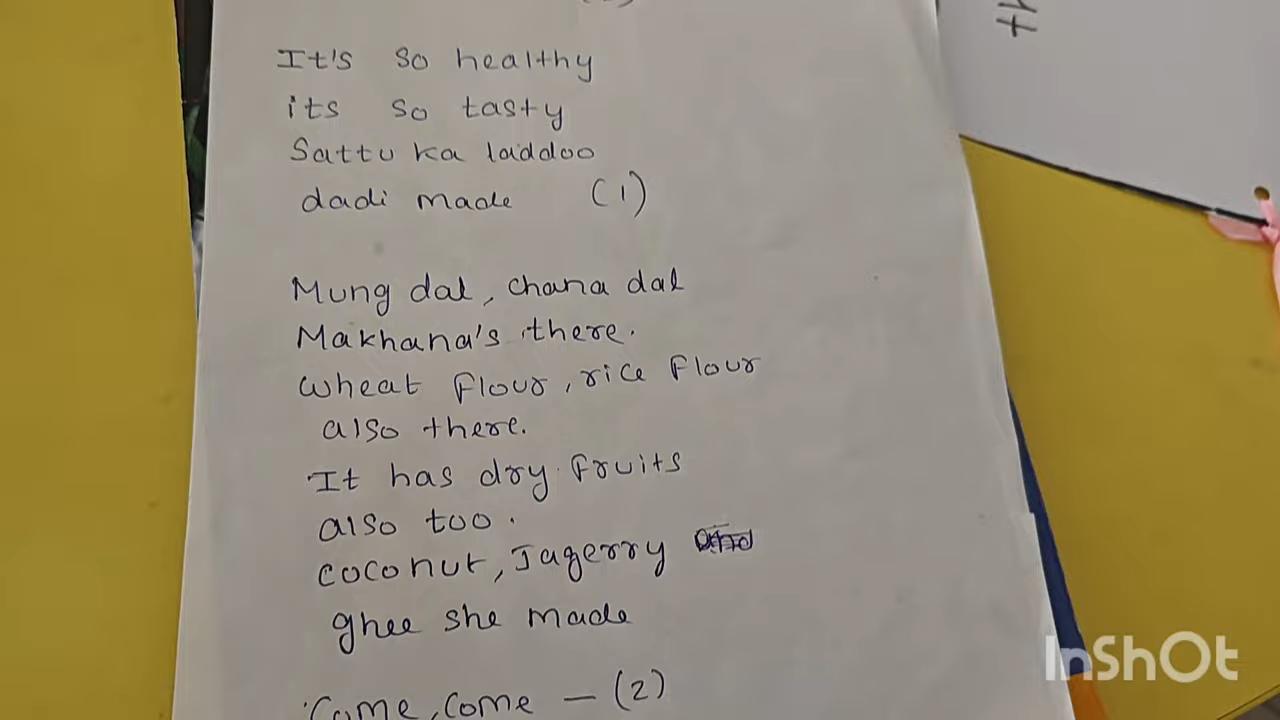 It's so healthy
its so tasty
Sattu ka laddoo
dadi made (1)
Mung dal, chana dal
Makhana's there.
wheat flour, rice flour
also there.
It has dry fruits
also too.
coconut, Jagerry
ghee she made
Come, come — (2)
InShOt